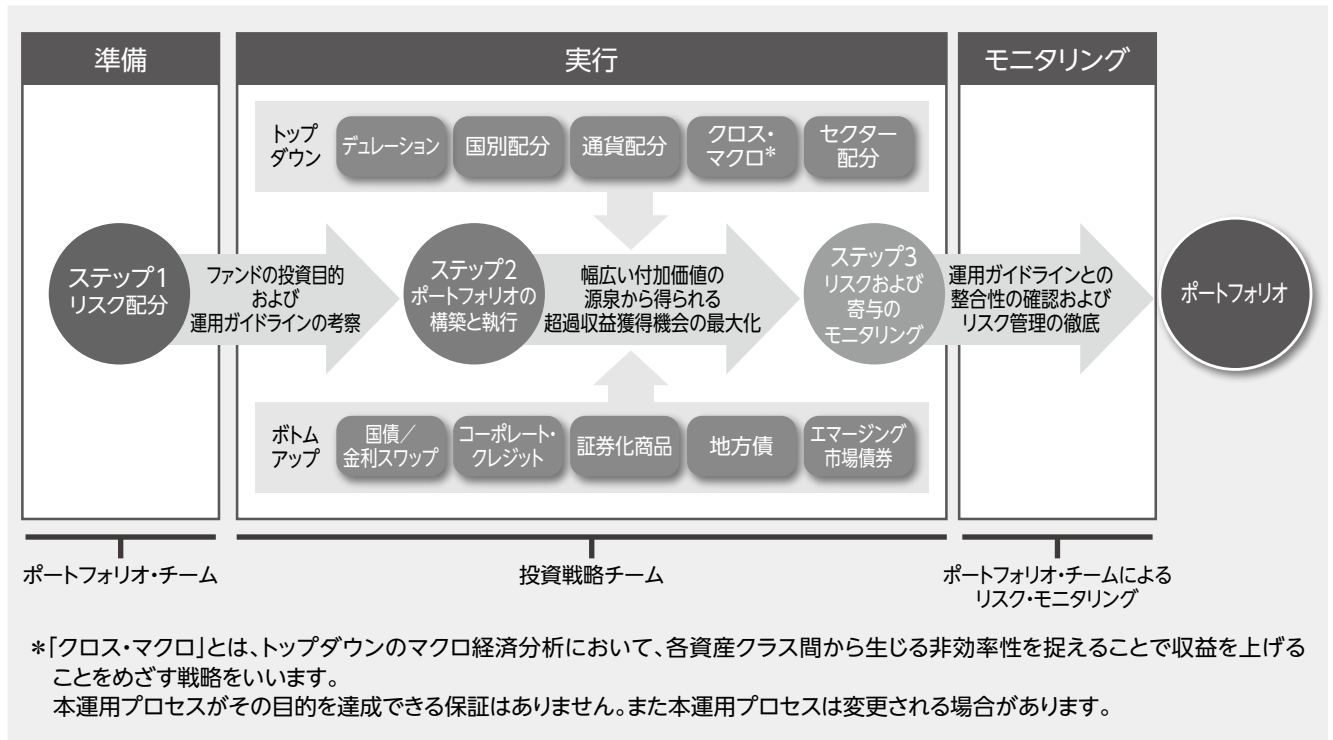 準備
実行
モニタリング
トップ
ダウン
デュレーション
国別配分
通貨配分
クロス・
マクロ*
セクター
配分
ステップ1
リスク配分
ファンドの投資目的
および
運用ガイドラインの考察
ステップ2
ポートフォリオの
構築と執行
幅広い付加価値の
源泉から得られる
超過収益獲得機会の最大化
ステップ3
リスクおよび
寄与の
モニタリング
運用ガイドラインとの
整合性の確認および
リスク管理の徹底
ポートフォリオ
ボトム
アップ
国債/
金利スワップ
コーポレート・
クレジット
証券化商品
地方債
エマージング
市場債券
ポートフォリオ・チーム
投資戦略チーム
ポートフォリオ・チームによる
リスク・モニタリング
*「クロス・マクロ」とは、トップダウンのマクロ経済分析において、各資産クラス間から生じる非効率性を捉えることで収益を上げる
ことをめざす戦略をいいます。
本運用プロセスがその目的を達成できる保証はありません。また本運用プロセスは変更される場合があります。